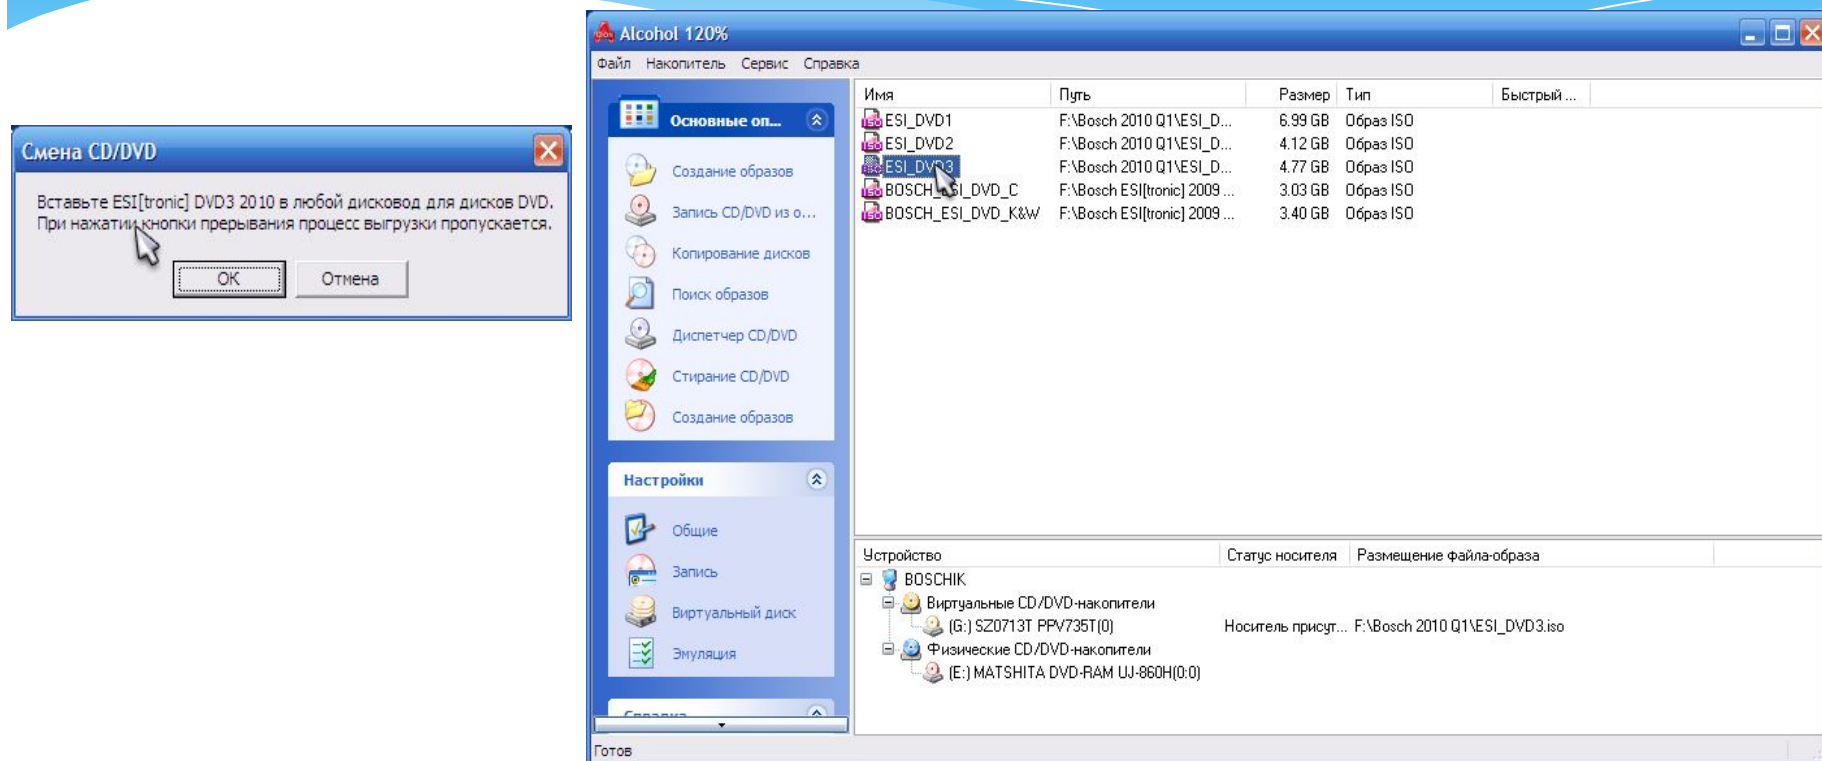 Смена CD/DVD
Вставьте ESI[tronic] DVD3 2010 в любой дисковод для дисков DVD.
При нажатии кнопки прерывания процесс выгрузки пропускается.
OK Отмена
Alcohol 120%
Файл Накопитель Сервис Справка
Основные оп...
Создание образов
Запись CD/DVD из о...
Копирование дисков
Поиск образов
Диспетчер CD/DVD
Стирание CD/DVD
Создание образов
Настройки
Общие
Запись
Виртуальный диск
Эмуляция
Справка
Имя Путь Размер Тип Быстрый ...
ESI_DVD1 F:\Bosch 2010 Q1\ESI_D... 6.99 GB Образ ISO
ESI_DVD2 F:\Bosch 2010 Q1\ESI_D... 4.12 GB Образ ISO
ESI_DVD3 F:\Bosch 2010 Q1\ESI_D... 4.77 GB Образ ISO
BOSCH_ESI_DVD_C F:\Bosch ESI[tronic] 2009 ... 3.03 GB Образ ISO
BOSCH_ESI_DVD_K&W F:\Bosch ESI[tronic] 2009 ... 3.40 GB Образ ISO
Устройство Статус носителя Размещение файла-образа
BOSCHIK
Виртуальные CD/DVD-накопители
(G:) SZ0713T PPV735T(0) Носитель присут... F:\Bosch 2010 Q1\ESI_DVD3.iso
Физические CD/DVD-накопители
(E:) MATSHITA DVD-RAM UJ-860H(0:0)
Готов